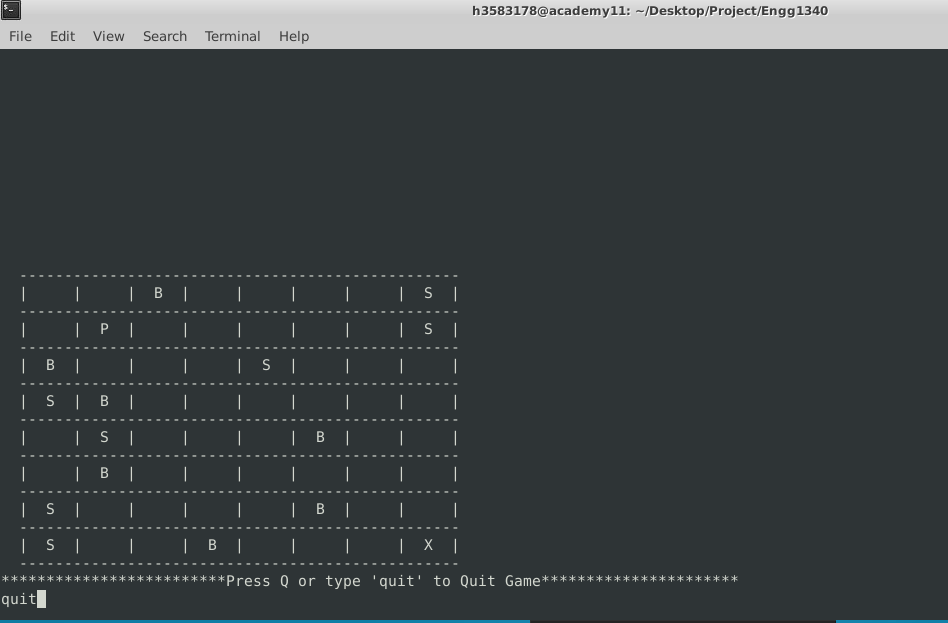 h3583178@academy11: ~/Desktop/Project/Engg1340
File Edit View Search Terminal Help
-------------------------------------------------
|     |     |  B  |     |     |     |     |  S  |
-------------------------------------------------
|     |  P  |     |     |     |     |     |  S  |
-------------------------------------------------
|  B  |     |     |     |  S  |     |     |     |
-------------------------------------------------
|  S  |  B  |     |     |     |     |     |     |
-------------------------------------------------
|     |  S  |     |     |     |  B  |     |     |
-------------------------------------------------
|     |  B  |     |     |     |     |     |     |
-------------------------------------------------
|  S  |     |     |     |     |  B  |     |     |
-------------------------------------------------
|  S  |     |     |  B  |     |     |     |  X  |
-------------------------------------------------
*************************Press Q or type 'quit' to Quit Game**********************
quit